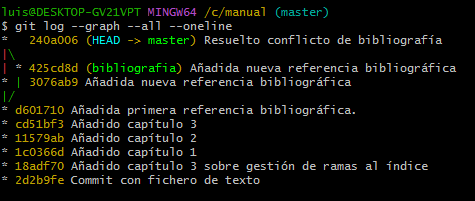 luis@DESKTOP-GV21VPT MINGW64 /c/manual (master)
$ git log --graph --all --oneline
    240a006 (HEAD -> master) Resuelto conflicto de bibliografía
|\
| * 425cd8d (bibliografia) Añadida nueva referencia bibliográfica
* | 3076ab9 Añadida nueva referencia bibliográfica
|/
* d601710 Añadida primera referencia bibliográfica.
* cd51bf3 Añadido capítulo 3
* 11579ab Añadido capítulo 2
* 1c0366d Añadido capítulo 1
* 18adf70 Añadido capítulo 3 sobre gestión de ramas al índice
* 2d2b9fe Commit con fichero de texto